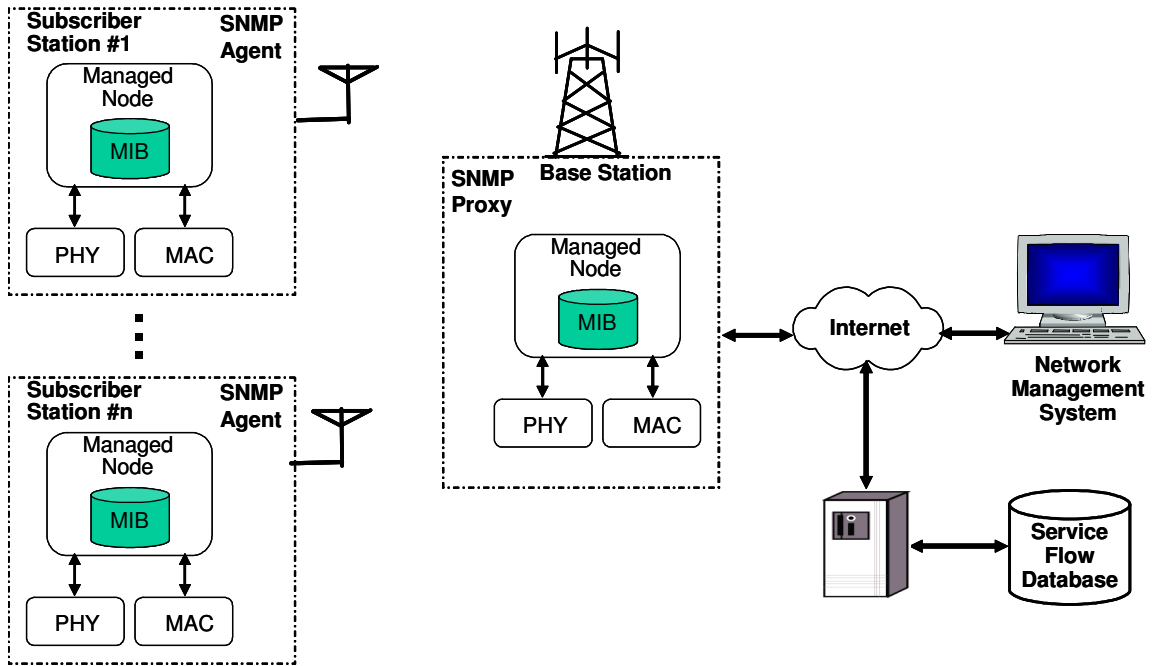 Subscriber
Station #1
SNMP
Agent
Managed
Node
MIB
PHY
MAC
Subscriber
Station #n
SNMP
Agent
Managed
Node
MIB
PHY
MAC
Base Station
SNMP
Proxy
Managed
Node
MIB
PHY
MAC
Internet
Network
Management
System
Service
Flow
Database